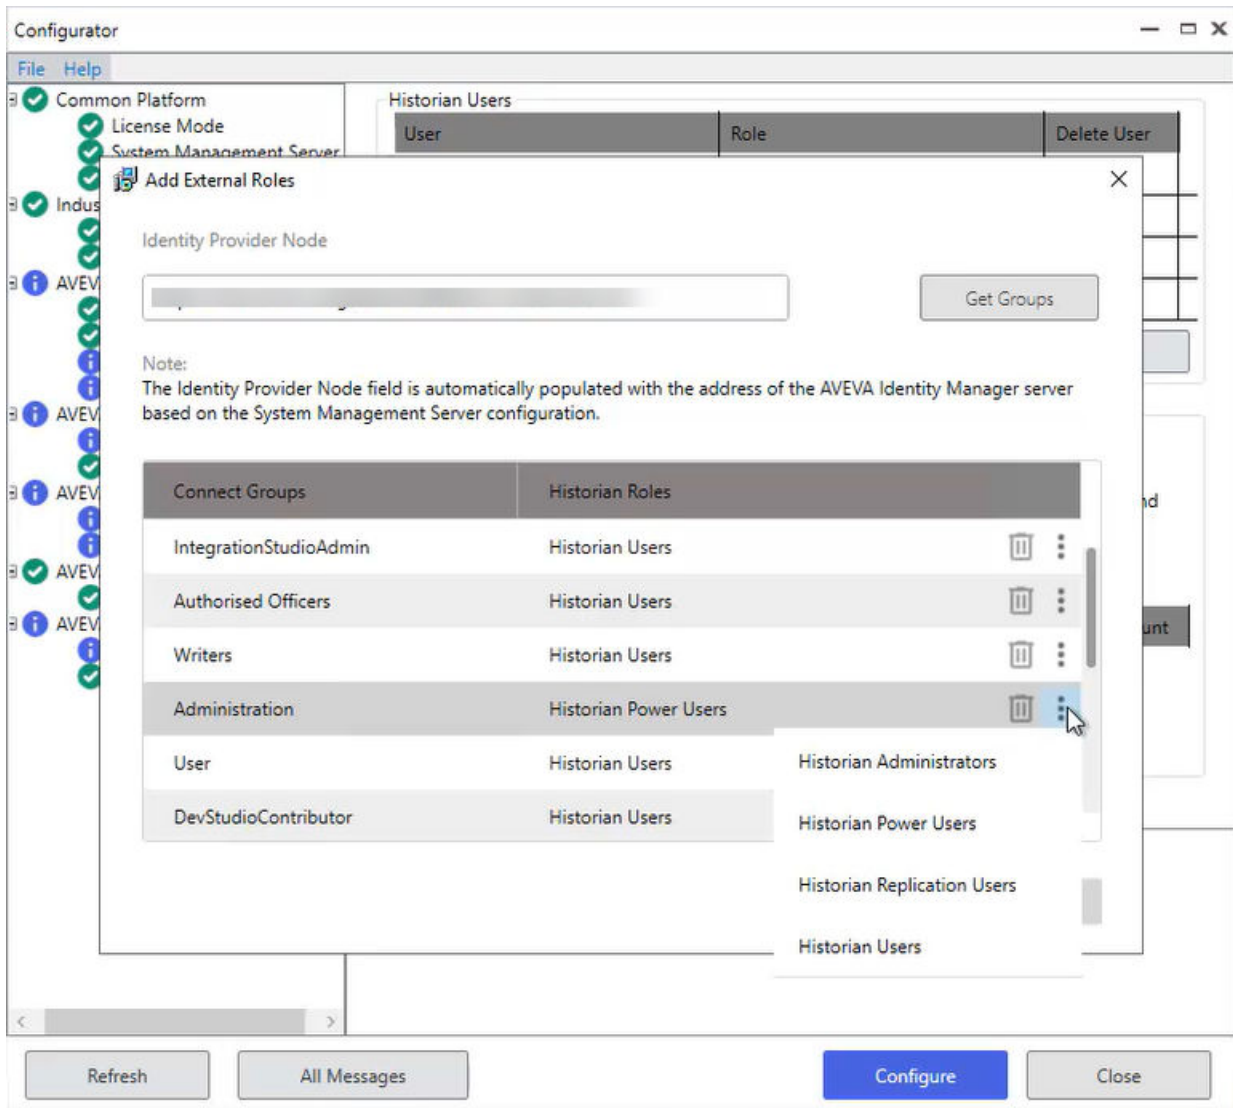 Configurator
File Help
Common Platform
License Mode
System Management Server
Indus
AVEV
AVEV
AVEV
AVEV
AVEV
Historian Users
User Role Delete User
Add External Roles
Identity Provider Node
Get Groups
Note:
The Identity Provider Node field is automatically populated with the address of the AVEVA Identity Manager server
based on the System Management Server configuration.
Connect Groups Historian Roles
IntegrationStudioAdmin Historian Users
Authorised Officers Historian Users
Writers Historian Users
Administration Historian Power Users
User Historian Users
DevStudioContributor Historian Users
Historian Administrators
Historian Power Users
Historian Replication Users
Historian Users
unt
Refresh All Messages Configure Close